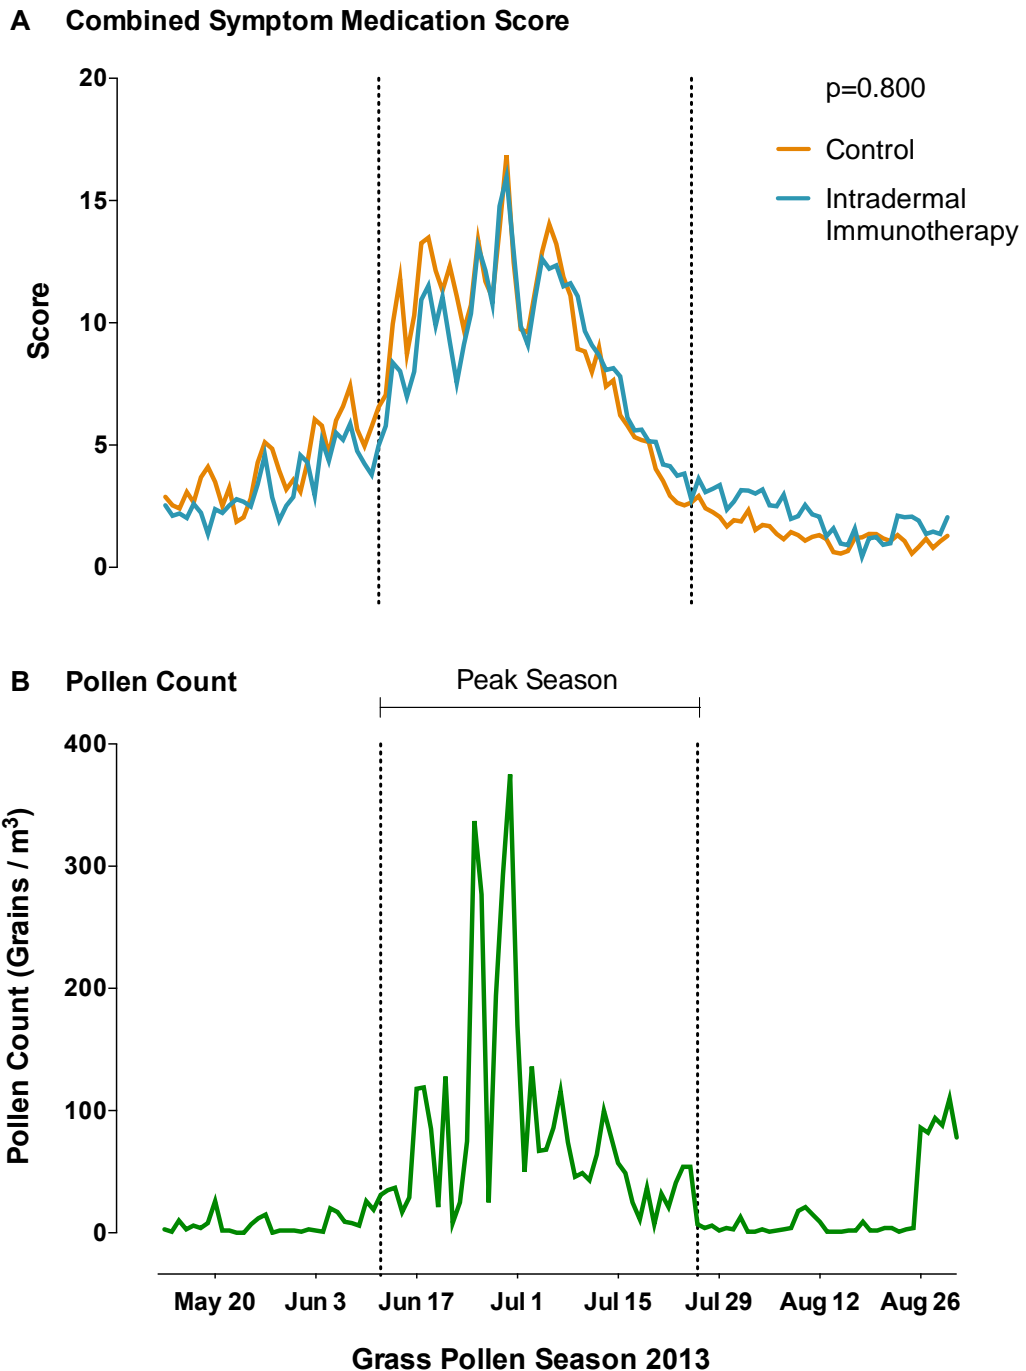 A Combined Symptom Medication Score
20
15
10
5
0
Score
p=0.800
Control
Intradermal
Immunotherapy
B Pollen Count
Peak Season
400
300
200
100
0
Pollen Count (Grains / m³)
May 20 Jun 3 Jun 17 Jul 1 Jul 15 Jul 29 Aug 12 Aug 26
Grass Pollen Season 2013